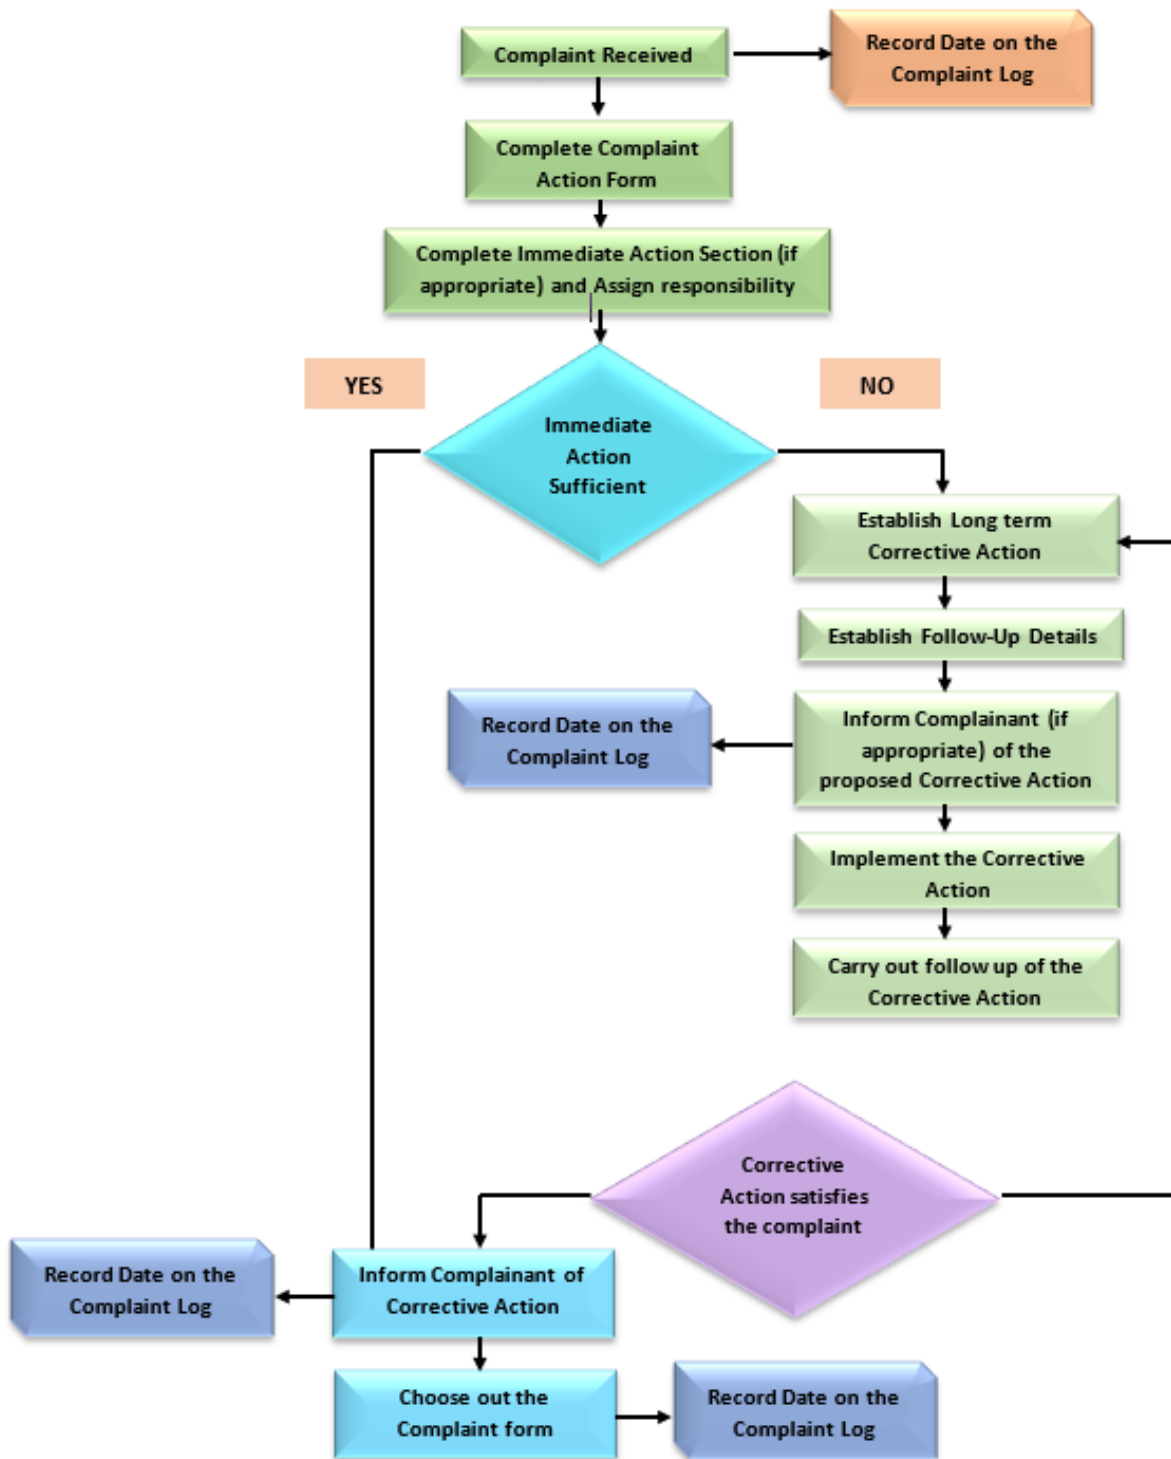 Complaint Received
Record Date on the
Complaint Log
Complete Complaint
Action Form
Complete Immediate Action Section (if
appropriate) and Assign responsibility
YES
NO
Immediate
Action
Sufficient
Establish Long term
Corrective Action
Establish Follow-Up Details
Record Date on the
Complaint Log
Inform Complainant (if
appropriate) of the
proposed Corrective Action
Implement the Corrective
Action
Carry out follow up of the
Corrective Action
Corrective
Action satisfies
the complaint
Record Date on the
Complaint Log
Inform Complainant of
Corrective Action
Choose out the
Complaint form
Record Date on the
Complaint Log